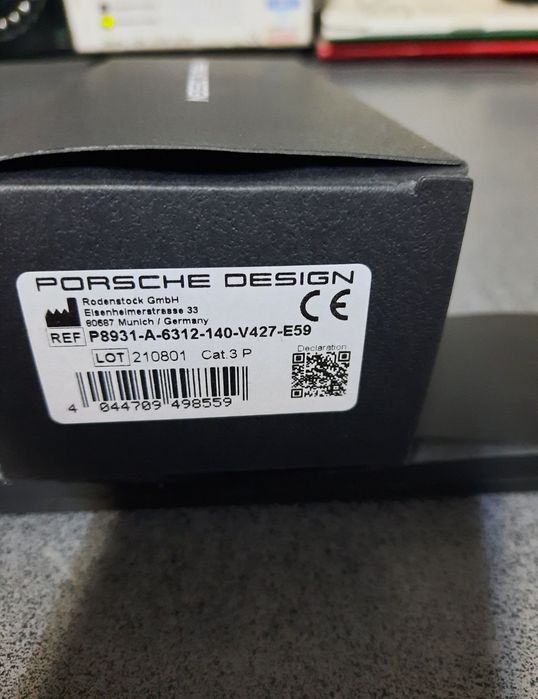 PORSCHE DESIGN
Rodenstock GmbH
Elsenheimerstrasse 33
80687 Munich / Germany
CE
REF P8931-A-6312-140-V427-E59
LOT 210801 Cat.3 P
Declaration
4 044709 498559